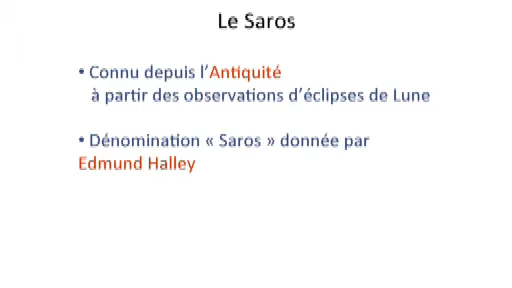 Le Saros
• Connu depuis l’Antiquité
à partir des observations d’éclipses de Lune
• Dénomination « Saros » donnée par
Edmund Halley